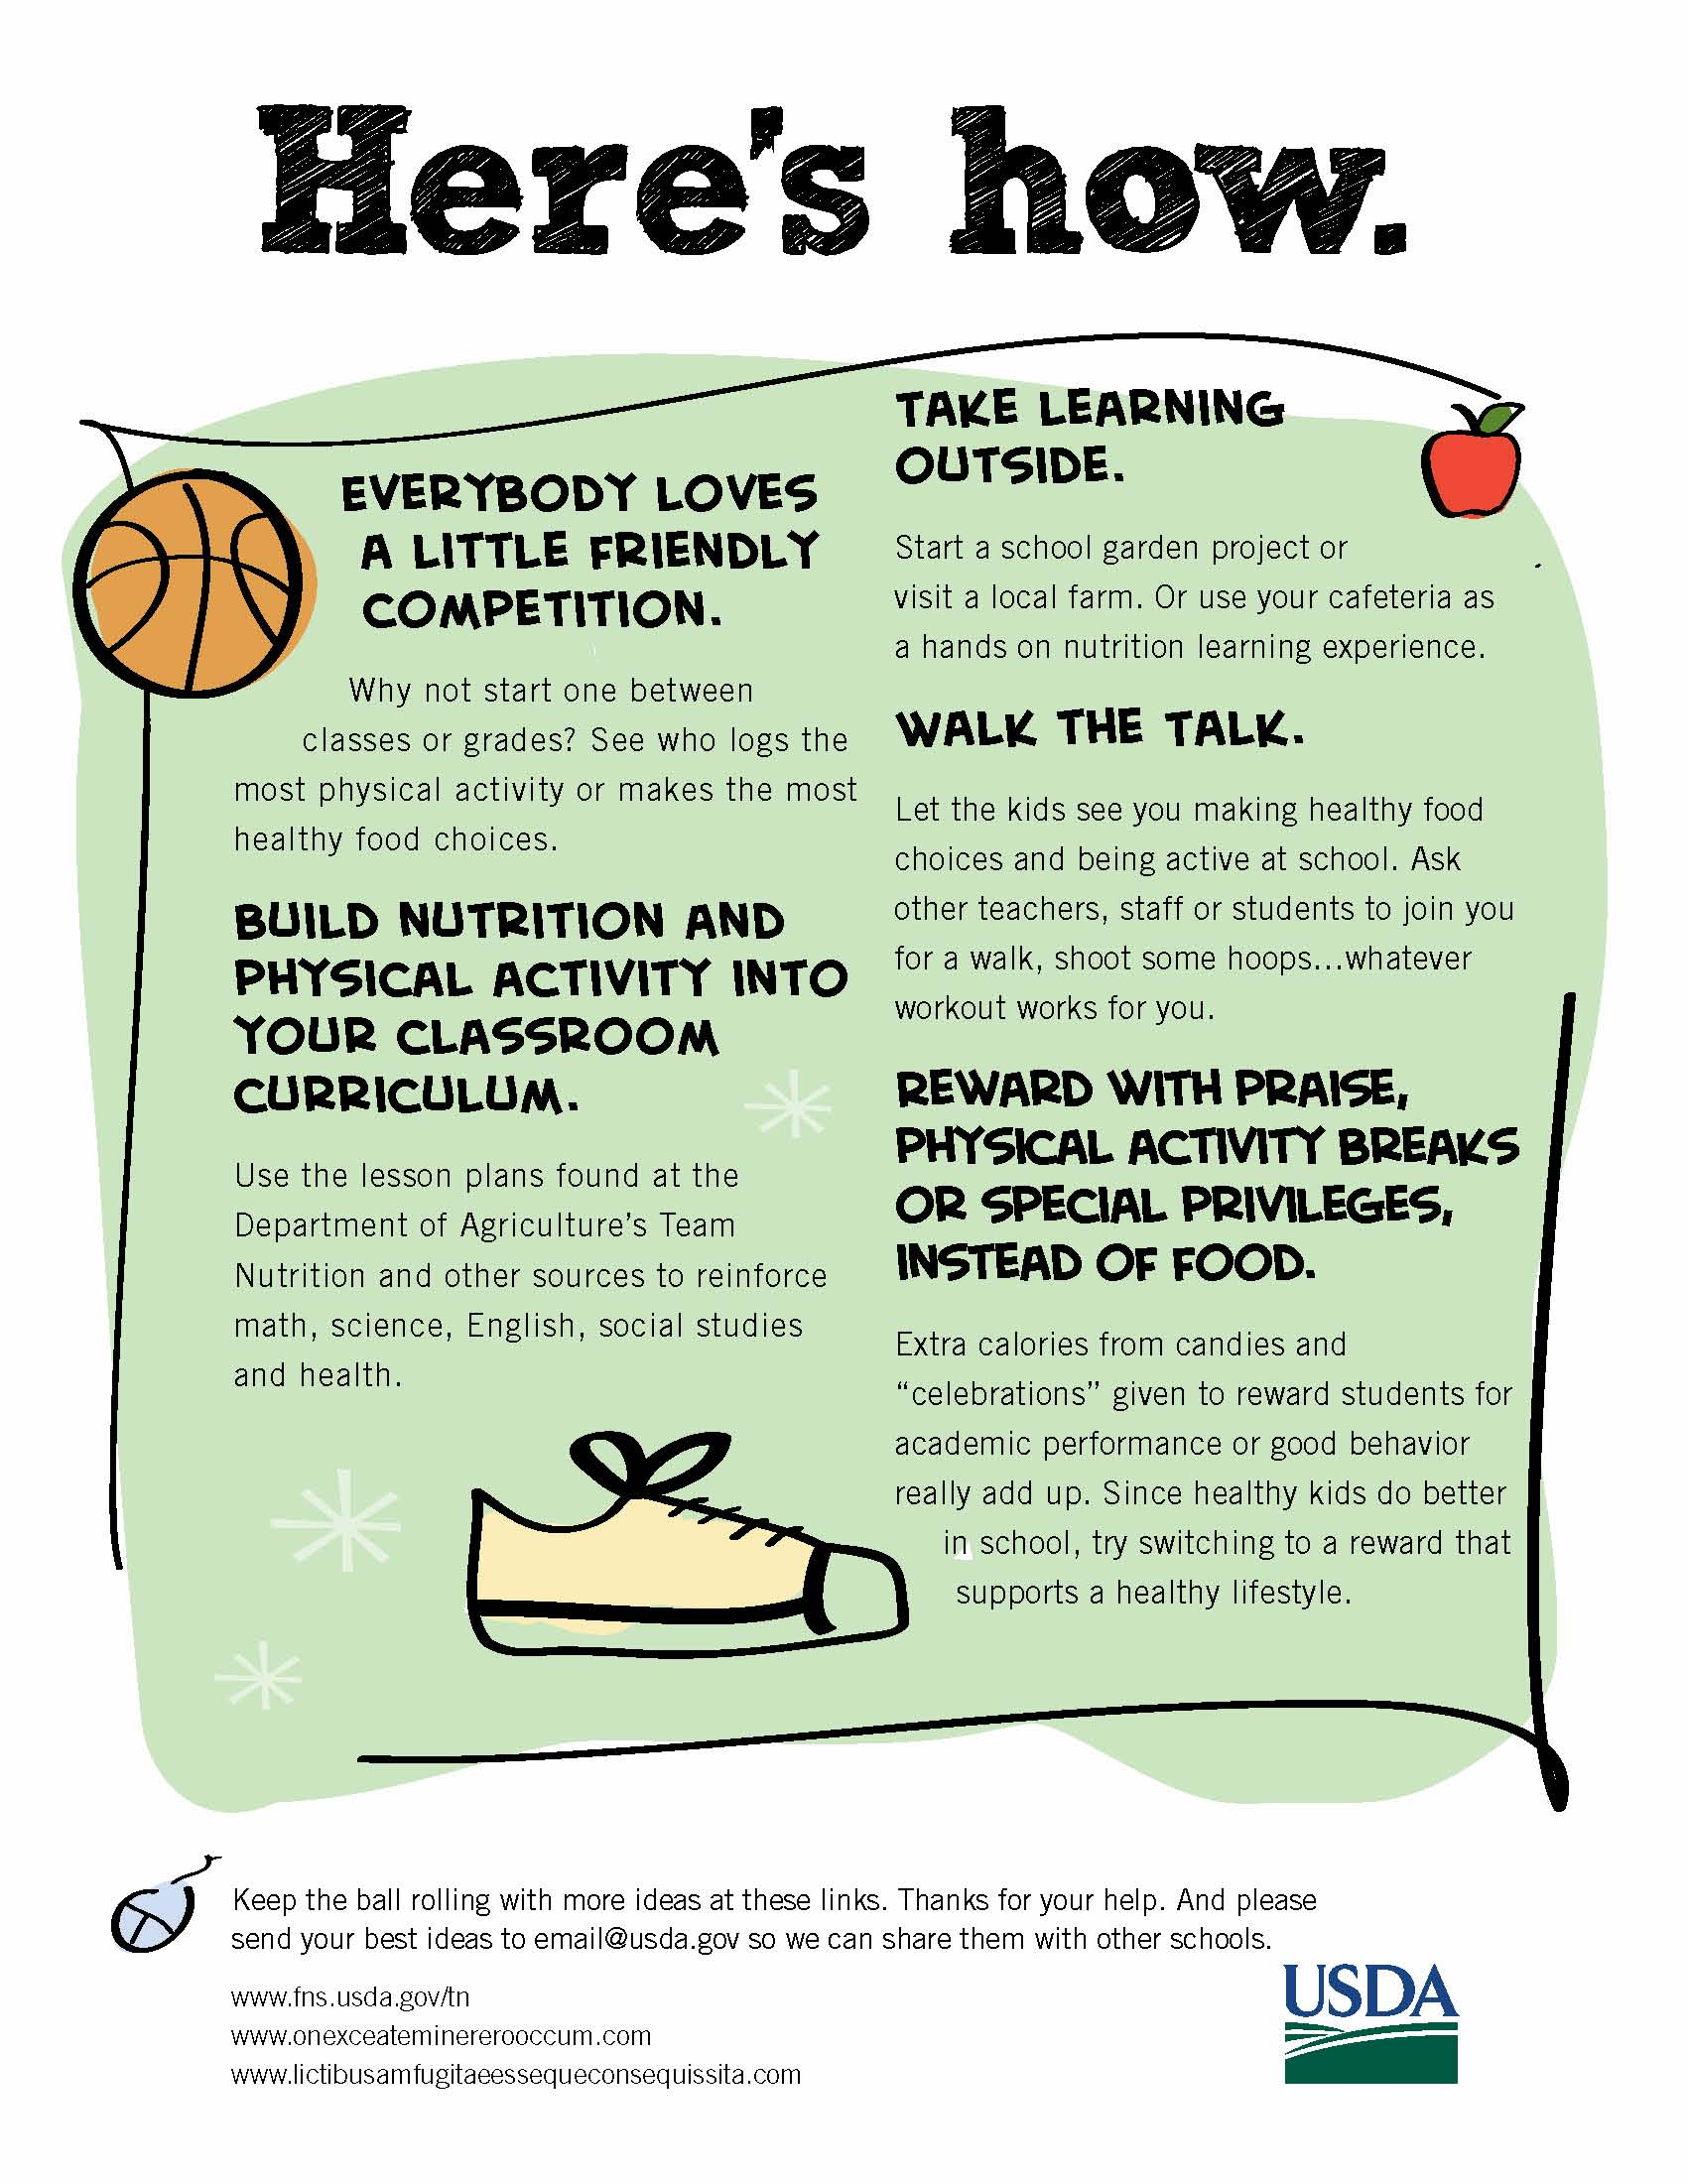 Here's how.
EVERYBODY LOVES
A LITTLE FRIENDLY
COMPETITION.
Why not start one between
classes or grades? See who logs the
most physical activity or makes the most
healthy food choices.
BUILD NUTRITION AND
PHYSICAL ACTIVITY INTO
YOUR CLASSROOM
CURRICULUM.
Use the lesson plans found at the
Department of Agriculture’s Team
Nutrition and other sources to reinforce
math, science, English, social studies
and health.
TAKE LEARNING
OUTSIDE.
Start a school garden project or
visit a local farm. Or use your cafeteria as
a hands on nutrition learning experience.
WALK THE TALK.
Let the kids see you making healthy food
choices and being active at school. Ask
other teachers, staff or students to join you
for a walk, shoot some hoops...whatever
workout works for you.
REWARD WITH PRAISE,
PHYSICAL ACTIVITY BREAKS
OR SPECIAL PRIVILEGES,
INSTEAD OF FOOD.
Extra calories from candies and
“celebrations” given to reward students for
academic performance or good behavior
really add up. Since healthy kids do better
in school, try switching to a reward that
supports a healthy lifestyle.
Keep the ball rolling with more ideas at these links. Thanks for your help. And please
send your best ideas to email@usda.gov so we can share them with other schools.
www.fns.usda.gov/tn
www.onexceateminererooccum.com
www.lictibusamfugitaeessequeconsequissita.com
USDA